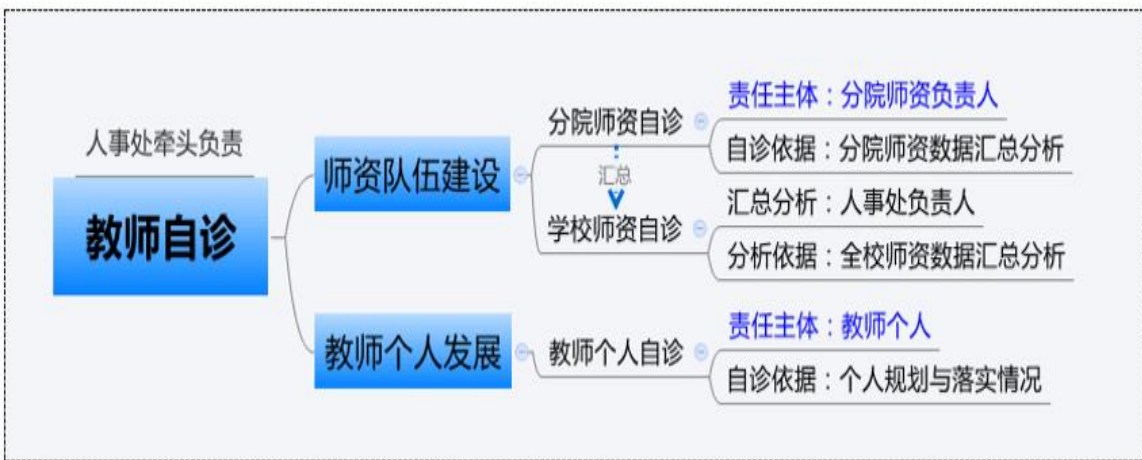 人事处牵头负责
教师自诊
师资队伍建设
分院师资自诊
责任主体：分院师资负责人
自诊依据：分院师资数据汇总分析
汇总
学校师资自诊
汇总分析：人事处负责人
分析依据：全校师资数据汇总分析
教师个人发展
教师个人自诊
责任主体：教师个人
自诊依据：个人规划与落实情况